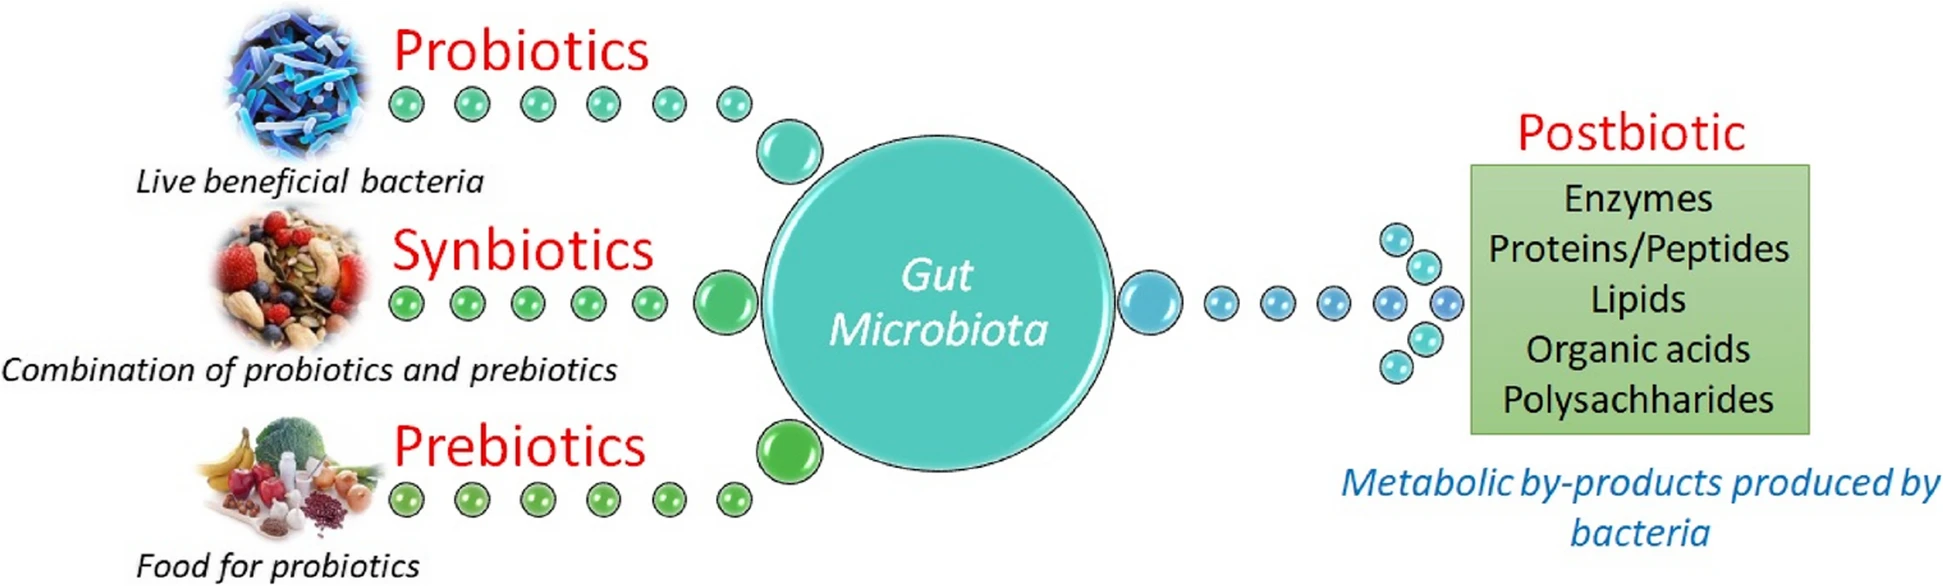 Probiotics
Live beneficial bacteria
Synbiotics
Combination of probiotics and prebiotics
Prebiotics
Food for probiotics
Gut
Microbiota
Postbiotic
Enzymes
Proteins/Peptides
Lipids
Organic acids
Polysachharides
Metabolic by-products produced by
bacteria